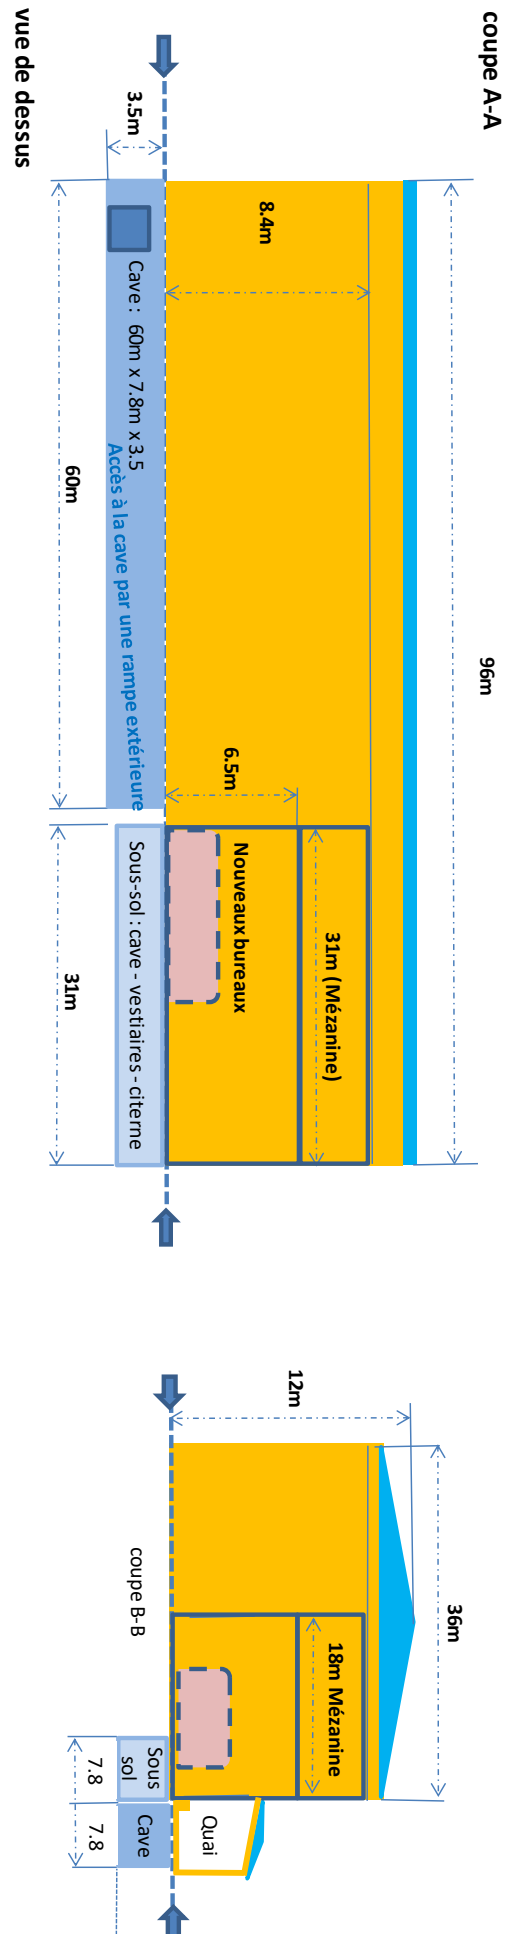 coupe A-A
96m
8.4m
31m (Mézanine)
6.5m
Nouveaux bureaux
3.5m
Cave : 60m x 7.8m x 3.5
Accès à la cave par une rampe extérieure
Sous-sol : cave - vestiaires - citerne
60m
31m
vue de dessus
36m
12m
18m Mézanine
Quai
coupe B-B
Sous
sol
Cave
7.8
7.8